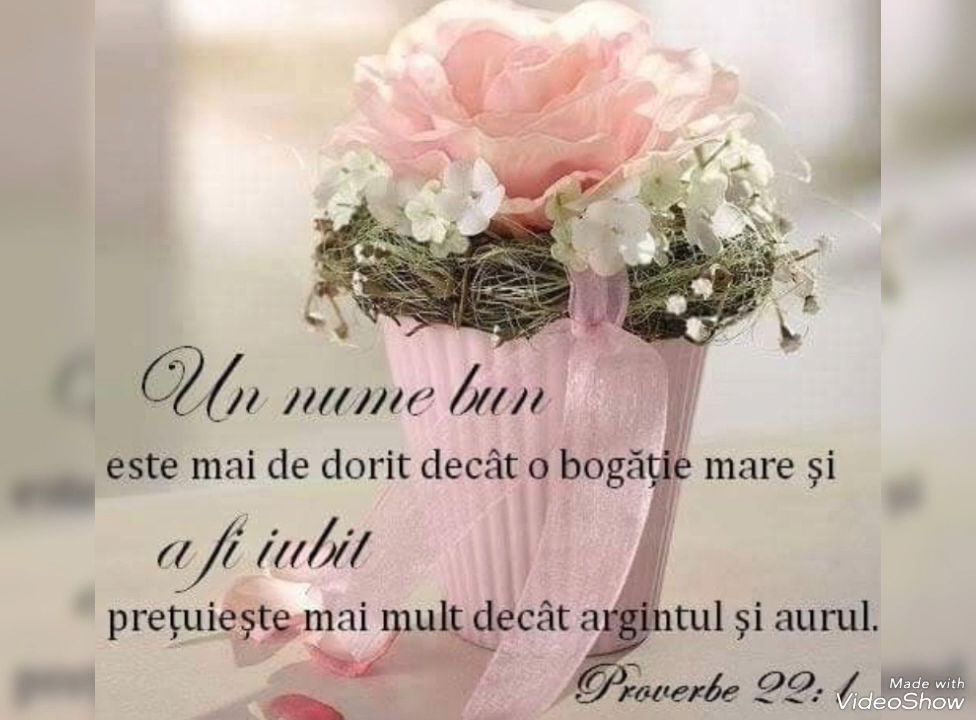 Un nume bun
este mai de dorit decât o bogăție mare și
a fi iubit
prețuiește mai mult decât argintul și aurul.
Proverbe 22:1
Made with
VideoShow